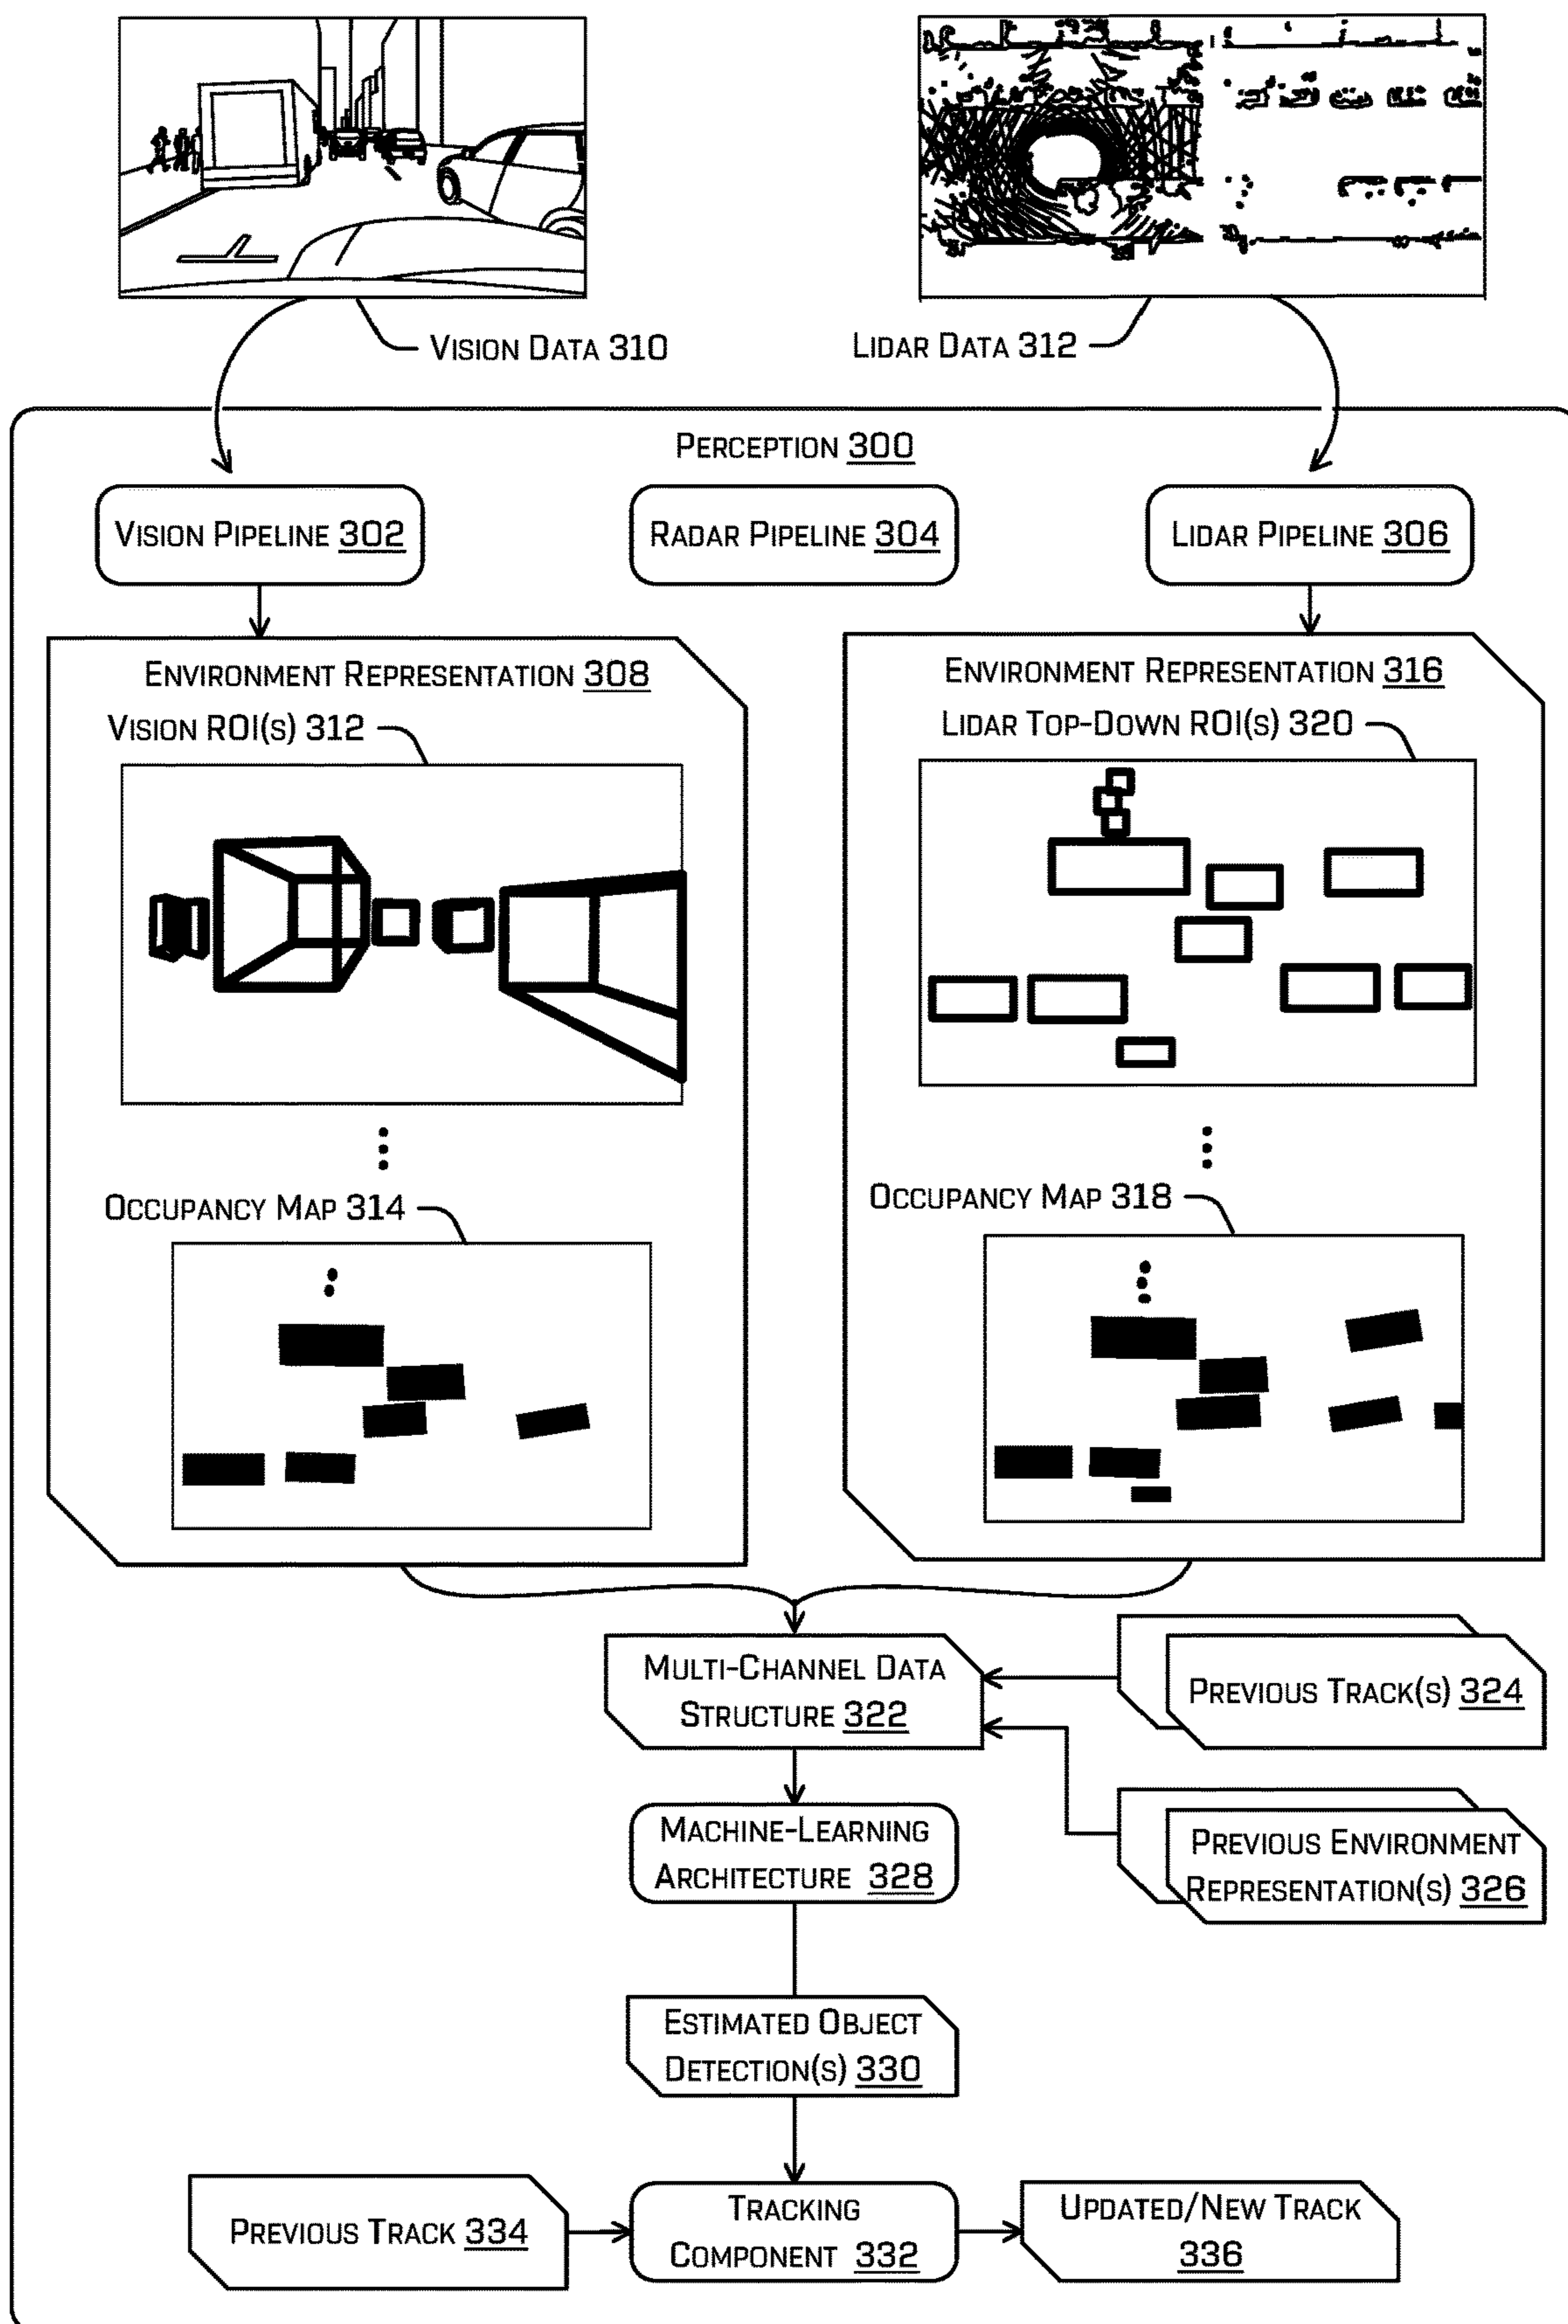 Vision Data 310
Lidar Data 312
Perception 300
Vision Pipeline 302
Radar Pipeline 304
Lidar Pipeline 306
Environment Representation 308
Vision ROI(s) 312
Occupancy Map 314
Environment Representation 316
Lidar Top-Down ROI(s) 320
Occupancy Map 318
Multi-Channel Data
Structure 322
Previous Track(s) 324
Previous Environment
Representation(s) 326
Machine-Learning
Architecture 328
Estimated Object
Detection(s) 330
Previous Track 334
Tracking
Component 332
Updated/New Track
336